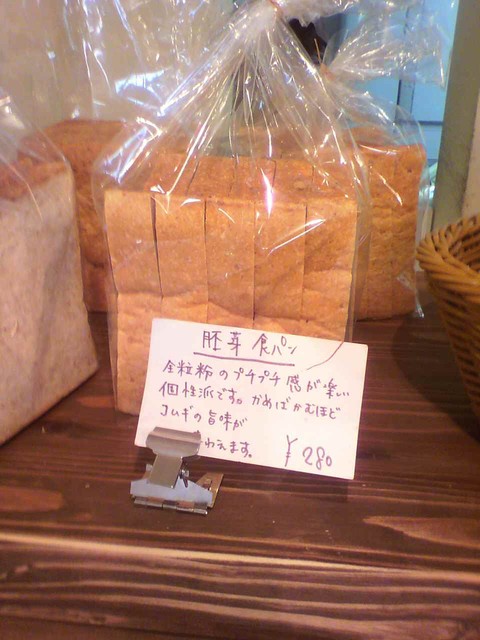 胚芽食パン
全粒粉のプチプチ感が楽しい
個性派です。かめばかむほど
コムギの旨味が
わえます。 ¥280